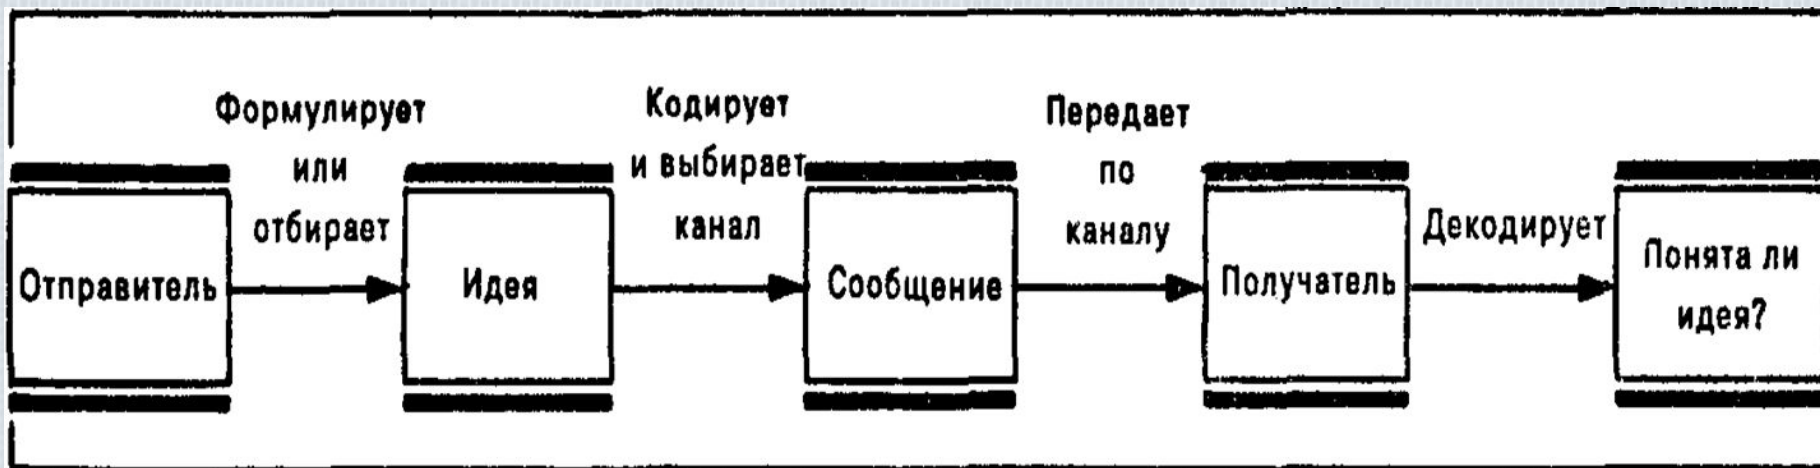 Отправитель
Формулирует
или
отбирает
Идея
Кодирует
и выбирает
канал
Сообщение
Передает
по
каналу
Получатель
Декодирует
Понята ли
идея?